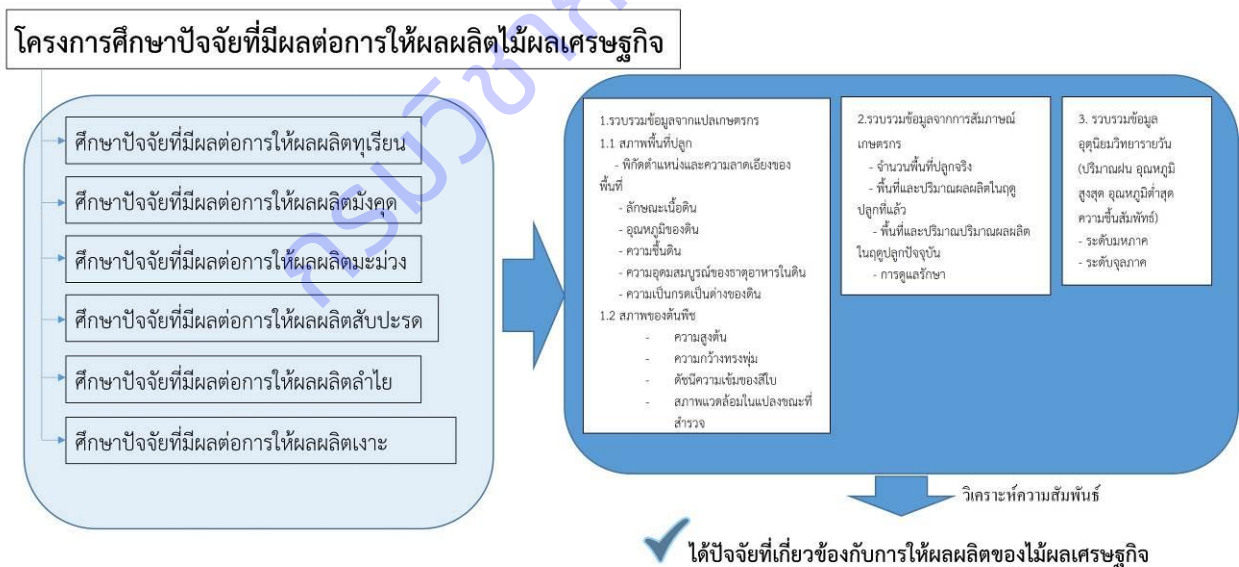 โครงการศึกษาปัจจัยที่มีผลต่อการให้ผลผลิตไม้ผลเศรษฐกิจ
กรมวิชาก
ศึกษาปัจจัยที่มีผลต่อการให้ผลผลิตทุเรียน
ศึกษาปัจจัยที่มีผลต่อการให้ผลผลิตมังคุด
ศึกษาปัจจัยที่มีผลต่อการให้ผลผลิตมะม่วง
ศึกษาปัจจัยที่มีผลต่อการให้ผลผลิตสับปะรด
ศึกษาปัจจัยที่มีผลต่อการให้ผลผลิตลำไย
ศึกษาปัจจัยที่มีผลต่อการให้ผลผลิตเงาะ
1.รวบรวมข้อมูลจากแปลเกษตรกร
1.1 สภาพพื้นที่ปลูก
- พิกัดตำแหน่งและความลาดเอียงของ
พื้นที่
- ลักษณะเนื้อดิน
- อุณหภูมิของดิน
- ความชื้นดิน
- ความอุดมสมบูรณ์ของธาตุอาหารในดิน
- ความเป็นกรดเป็นด่างของดิน
1.2 สภาพของต้นพืช
- ความสูงต้น
- ความกว้างทรงพุ่ม
- ดัชนีความเข้มของสีใบ
- สภาพแวดล้อมในแปลงขณะที่
สำรวจ
2.รวบรวมข้อมูลจากการสัมภาษณ์
เกษตรกร
- จำนวนพื้นที่ปลูกจริง
- พื้นที่และปริมาณผลผลิตในฤดู
ปลูกที่แล้ว
- พื้นที่และปริมาณปริมาณผลผลิต
ในฤดูปลูกปัจจุบัน
- การดูแลรักษา
3. รวบรวมข้อมูล
อุตุนิยมวิทยารายวัน
(ปริมาณฝน อุณหภูมิ
สูงสุด อุณหภูมิต่ำสุด
ความชื้นสัมพัทธ์)
- ระดับมหภาค
- ระดับจุลภาค
วิเคราะห์ความสัมพันธ์
ได้ปัจจัยที่เกี่ยวข้องกับการให้ผลผลิตของไม้ผลเศรษฐกิจ